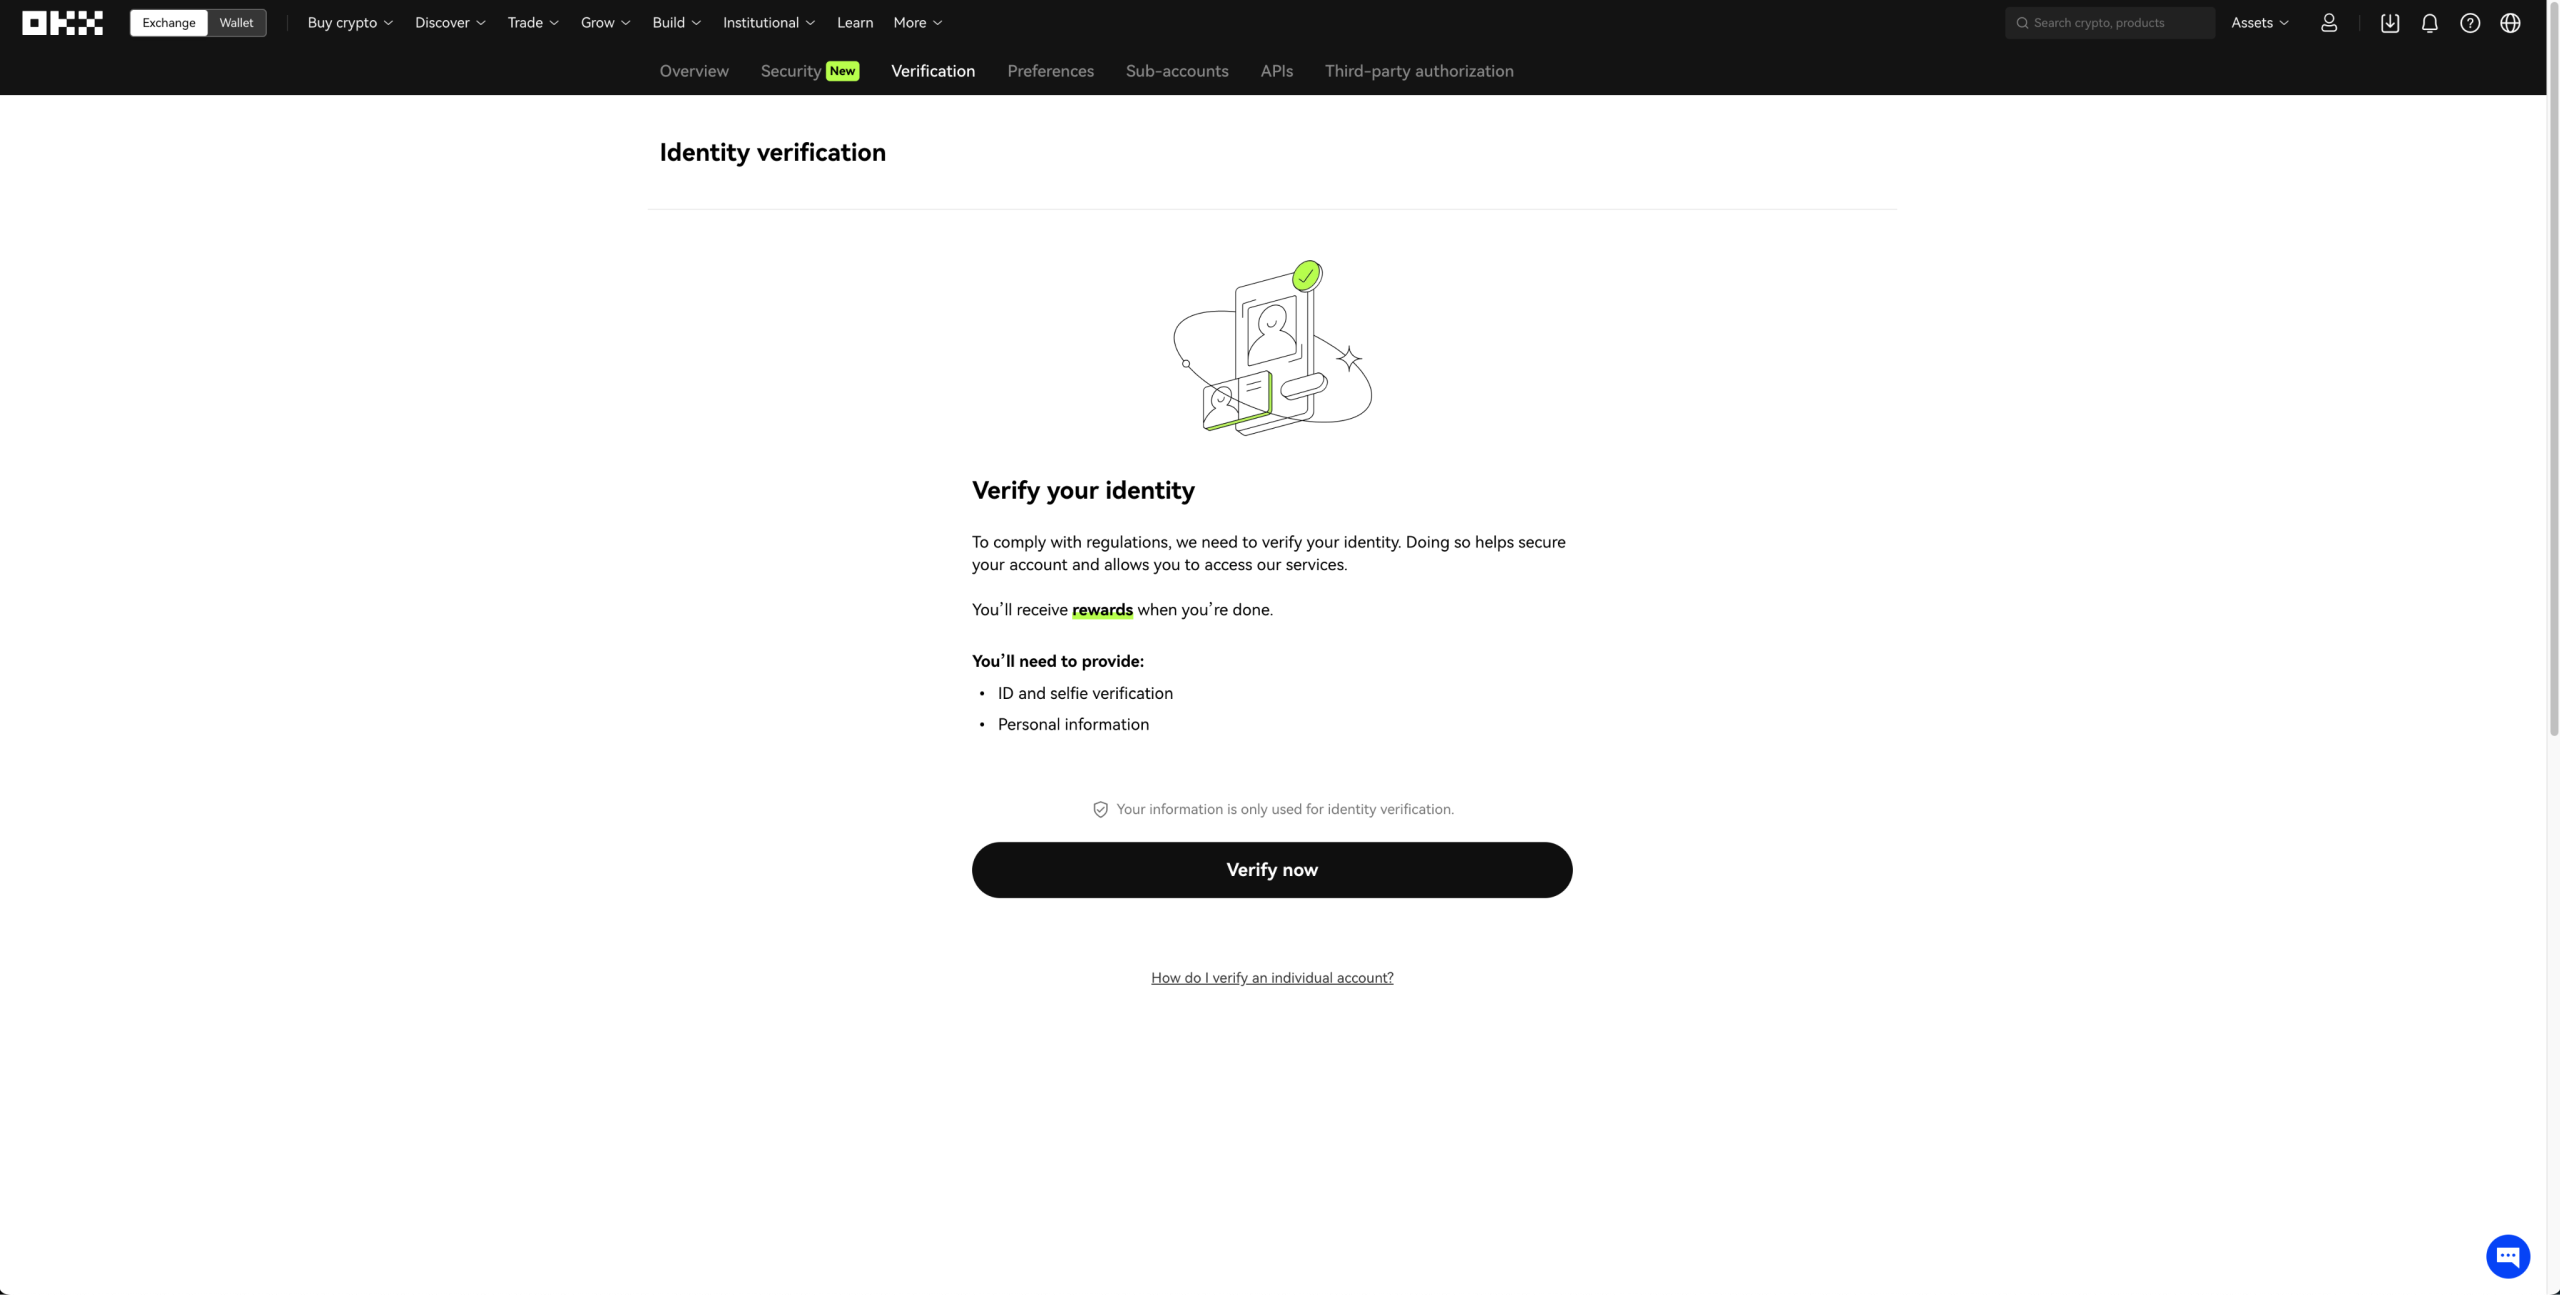 OKX
Exchange Wallet Buy crypto Discover Trade Grow Build Institutional Learn More Search crypto, products Assets
Overview Security New Verification Preferences Sub-accounts APIs Third-party authorization
Identity verification
Verify your identity
To comply with regulations, we need to verify your identity. Doing so helps secure
your account and allows you to access our services.
You’ll receive rewards when you’re done.
You’ll need to provide:
• ID and selfie verification
• Personal information
Your information is only used for identity verification.
Verify now
How do I verify an individual account?